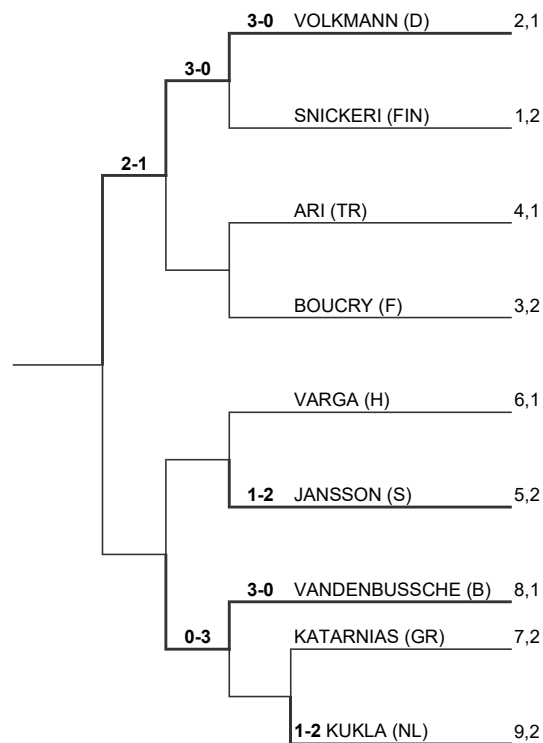 3-0 VOLKMANN (D) 2,1
3-0
SNICKERI (FIN) 1,2
2-1
ARI (TR) 4,1
BOUCRY (F) 3,2
VARGA (H) 6,1
1-2 JANSSON (S) 5,2
3-0 VANDENBUSSCHE (B) 8,1
0-3 KATARNIAS (GR) 7,2
1-2 KUKLA (NL) 9,2